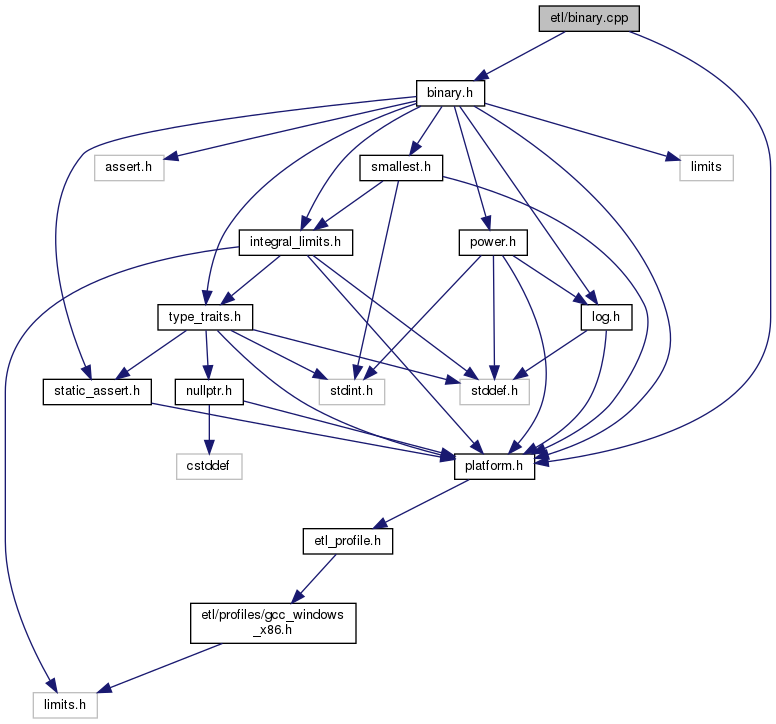 etl/binary.cpp
binary.h
assert.h
smallest.h
limits
integral_limits.h
power.h
type_traits.h
log.h
static_assert.h
nullptr.h
stdint.h
stddef.h
cstddef
platform.h
etl_profile.h
etl/profiles/gcc_windows
_x86.h
limits.h